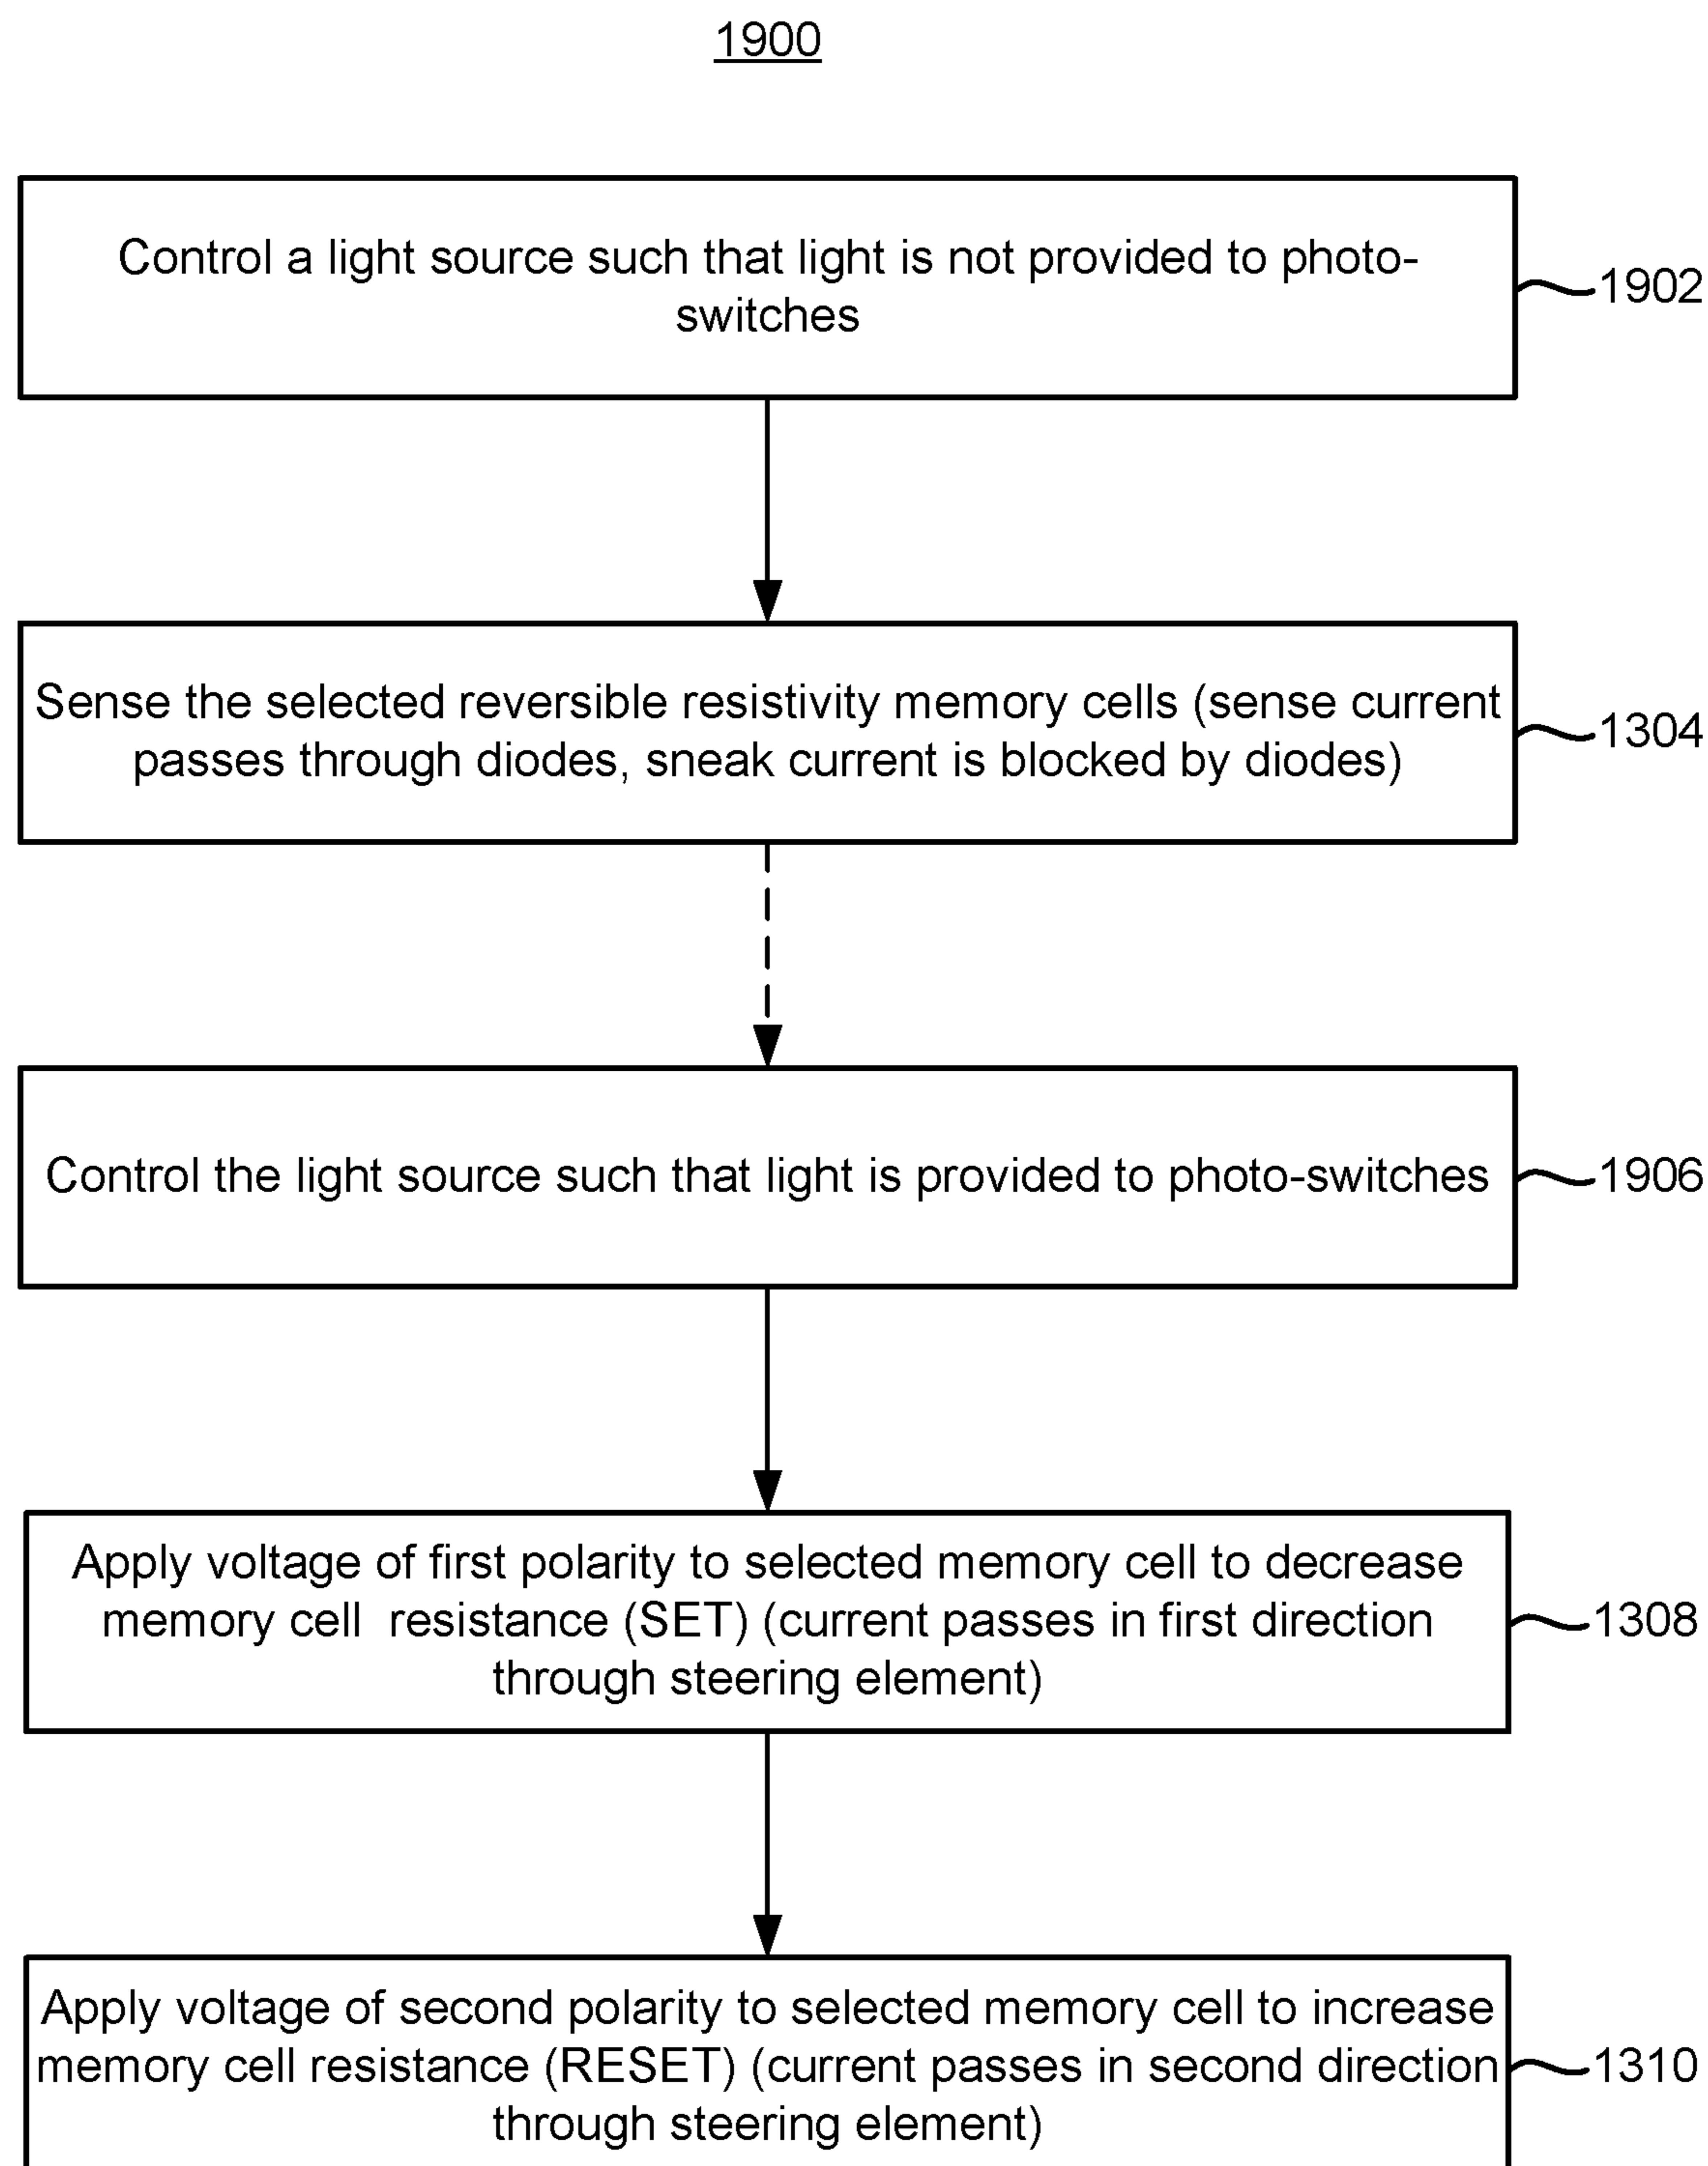 1900
Control a light source such that light is not provided to photo-
switches
1902
Sense the selected reversible resistivity memory cells (sense current
passes through diodes, sneak current is blocked by diodes)
1304
Control the light source such that light is provided to photo-switches
1906
Apply voltage of first polarity to selected memory cell to decrease
memory cell  resistance (SET) (current passes in first direction
through steering element)
1308
Apply voltage of second polarity to selected memory cell to increase
memory cell resistance (RESET) (current passes in second direction
through steering element)
1310